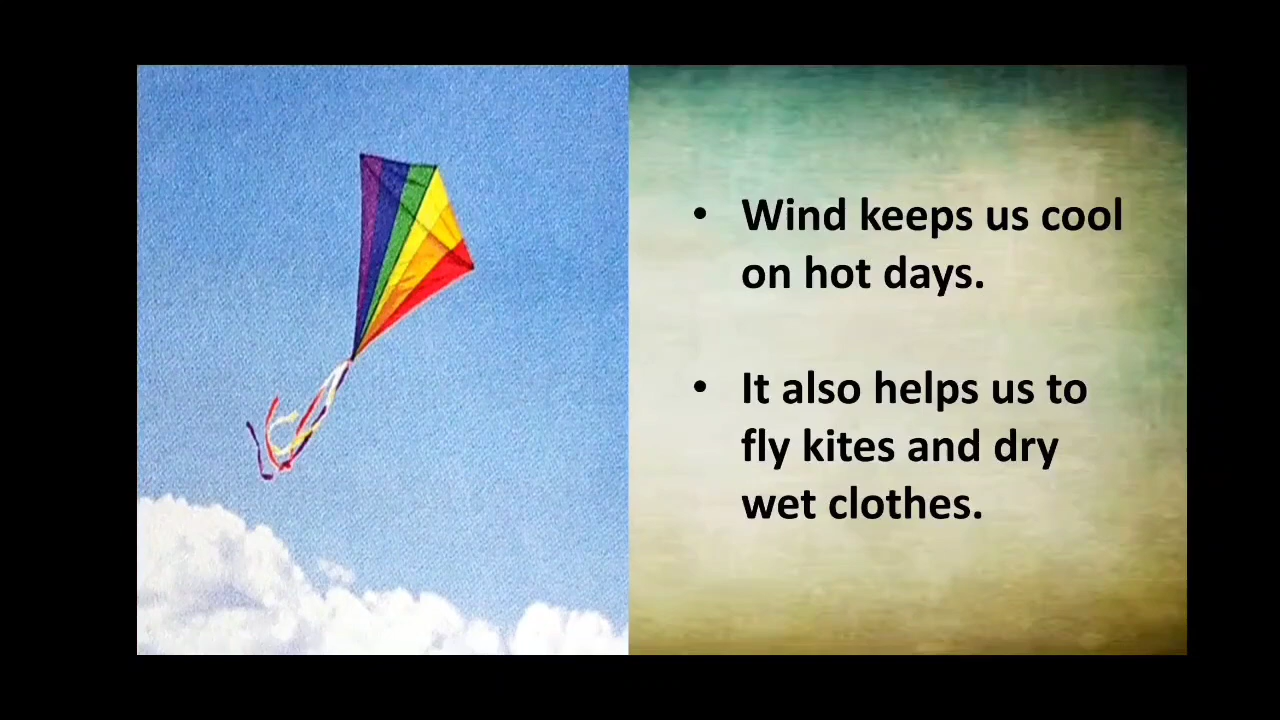 • Wind keeps us cool
on hot days.
• It also helps us to
fly kites and dry
wet clothes.